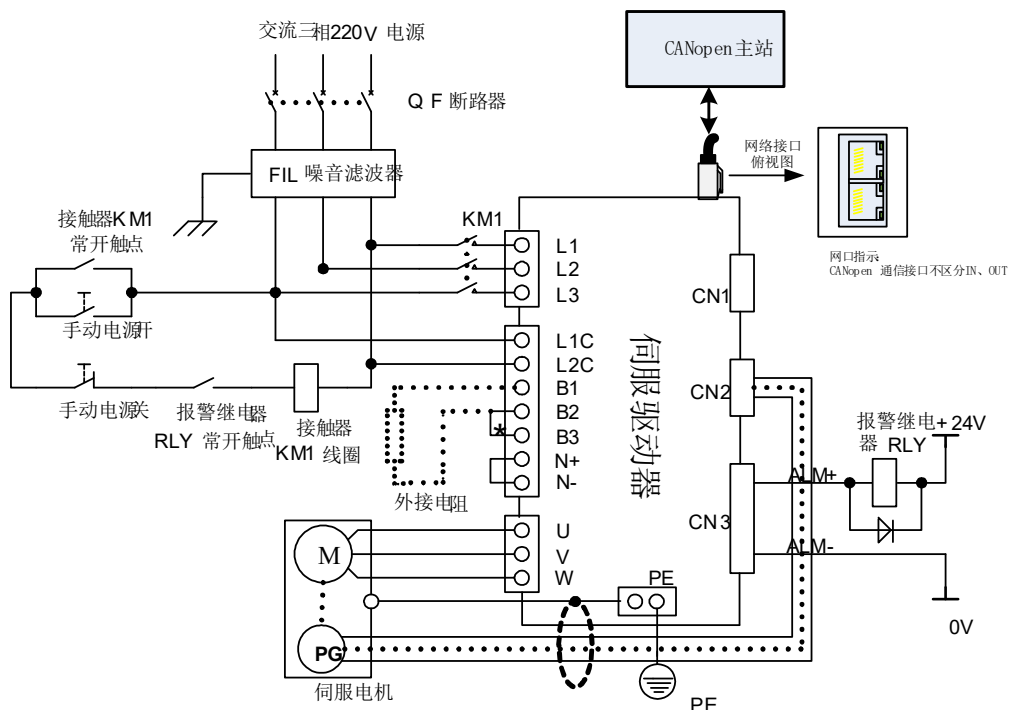 交流三相220V 电源
CANopen主站
QF 断路器
网络接口
俯视图
FIL 噪音滤波器
接触器KM1
常开触点
KM1
L1
L2
L3
网口指示:
CANopen 通信接口不区分IN、OUT
CN1
手动电源开
L1C
L2C
B1
B2
B3
N+
N-
伺服驱动器
CN2
手动电源关
报警继电器
RLY 常开触点
接触器
KM1 线圈
*
外接电阻
报警继电器 RLY
+24V
ALM+
CN3
ALM-
U
V
W
M
PE
0V
PG
伺服电机
PE